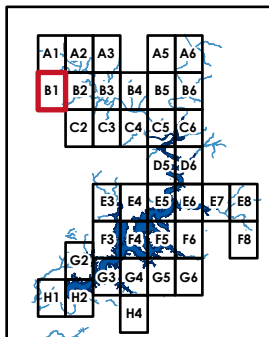 A1 A2 A3 A5 A6
B1 B2 B3 B4 B5 B6
C2 C3 C4 C5 C6
D5 D6
E3 E4 E5 E6 E7 E8
F3 F4 F5 F6 F8
G2
G3 G4 G5 G6
H1 H2
H4